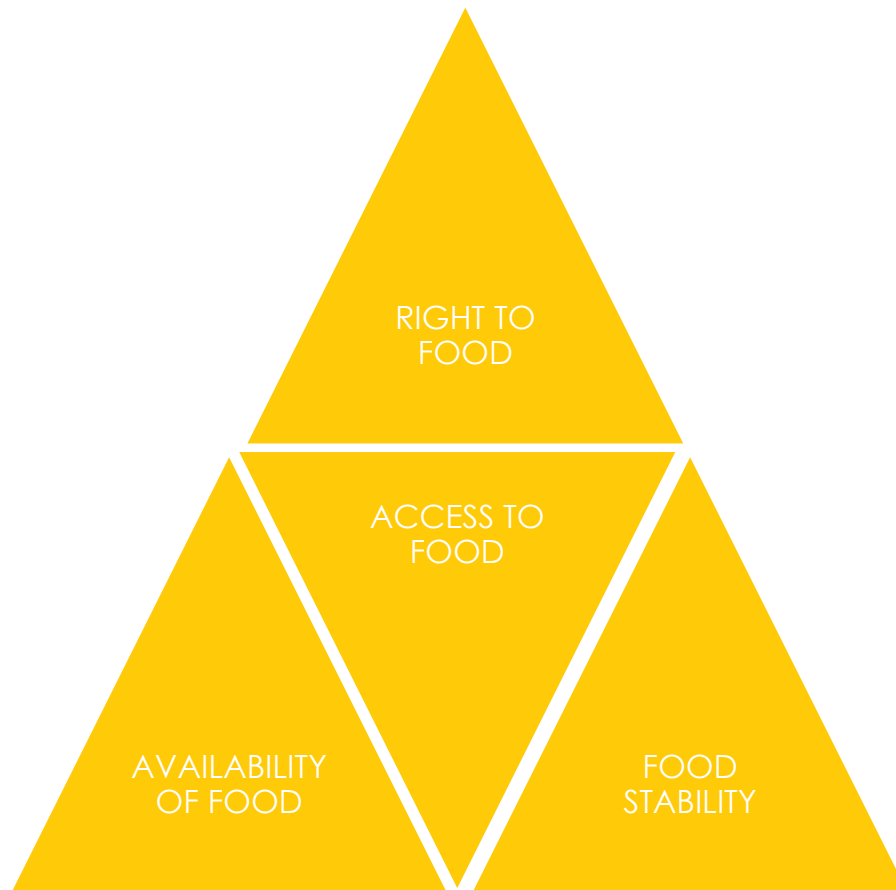 RIGHT TO
FOOD
ACCESS TO
FOOD
AVAILABILITY
OF FOOD
FOOD
STABILITY